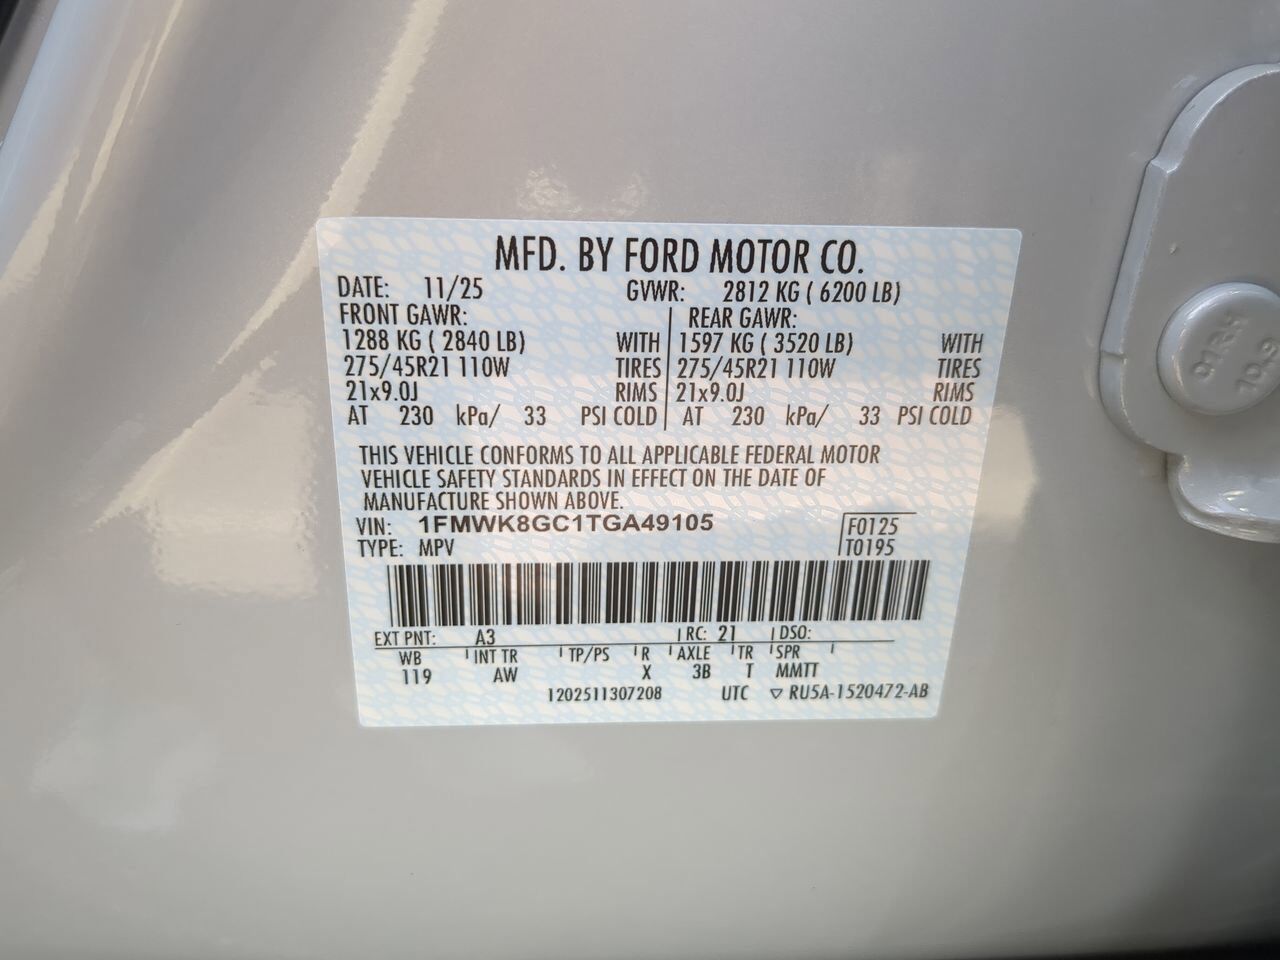 MFD. BY FORD MOTOR CO.
DATE: 11/25 GVWR: 2812 KG ( 6200 LB)
FRONT GAWR: REAR GAWR:
1288 KG ( 2840 LB) WITH 1597 KG ( 3520 LB) WITH
275/45R21 110W TIRES 275/45R21 110W TIRES
21x9.0J RIMS 21x9.0J RIMS
AT 230 kPa/ 33 PSI COLD AT 230 kPa/ 33 PSI COLD
THIS VEHICLE CONFORMS TO ALL APPLICABLE FEDERAL MOTOR
VEHICLE SAFETY STANDARDS IN EFFECT ON THE DATE OF
MANUFACTURE SHOWN ABOVE.
VIN: 1FMWK8GC1TGA49105 F0125
TYPE: MPV T0195
EXT PNT: A3 RC: 21 DSO:
WB INT TR TP/PS R AXLE TR SPR
119 AW X 3B T MMTT
1202511307208 UTC ▽ RU5A-1520472-AB
10.9